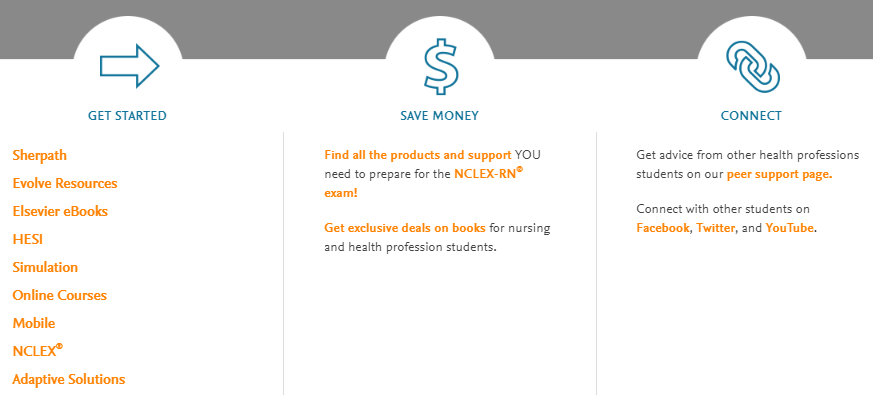 GET STARTED
Sherpath
Evolve Resources
Elsevier eBooks
HESI
Simulation
Online Courses
Mobile
NCLEX®
Adaptive Solutions
SAVE MONEY
Find all the products and support YOU
need to prepare for the NCLEX-RN®
exam!
Get exclusive deals on books for nursing
and health profession students.
CONNECT
Get advice from other health professions
students on our peer support page.
Connect with other students on
Facebook, Twitter, and YouTube.